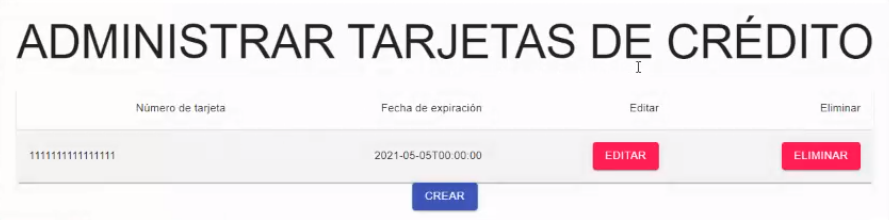 ADMINISTRAR TARJETAS DE CRÉDITO
Número de tarjeta Fecha de expiración Editar Eliminar
1111111111111111 2021-05-05T00:00:00 EDITAR ELIMINAR
CREAR